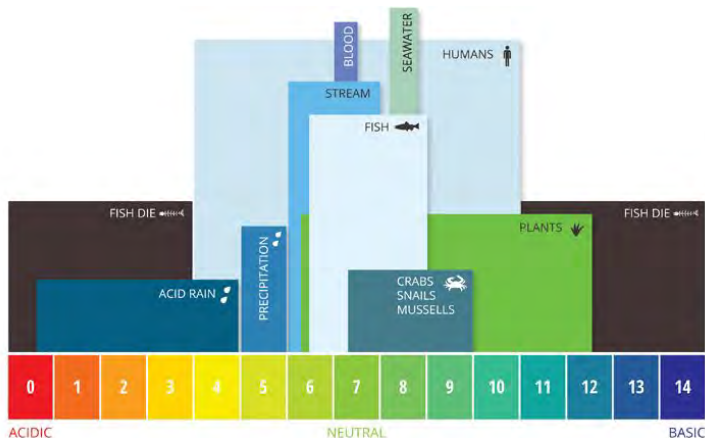 BLOOD
SEAWATER
HUMANS
STREAM
FISH
FISH DIE
FISH DIE
PLANTS
PRECIPITATION
ACID RAIN
CRABS
SNAILS
MUSSELLS
0 1 2 3 4 5 6 7 8 9 10 11 12 13 14
ACIDIC NEUTRAL BASIC